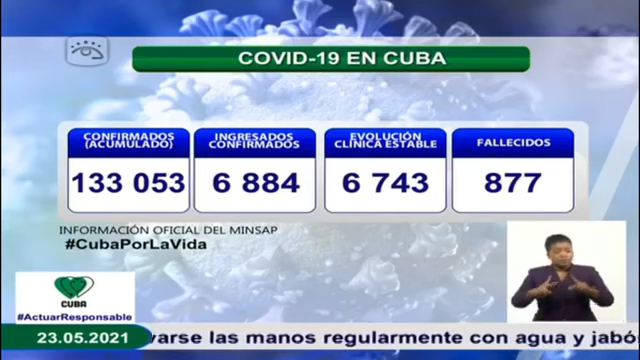 COVID-19 EN CUBA
CONFIRMADOS
(ACUMULADO)
133 053
INGRESADOS
CONFIRMADOS
6 884
EVOLUCIÓN
CLÍNICA ESTABLE
6 743
FALLECIDOS
877
INFORMACIÓN OFICIAL DEL MINSAP
#CubaPorLaVida
CUBA
#ActuarResponsable
23.05.2021
varse las manos regularmente con agua y jabó